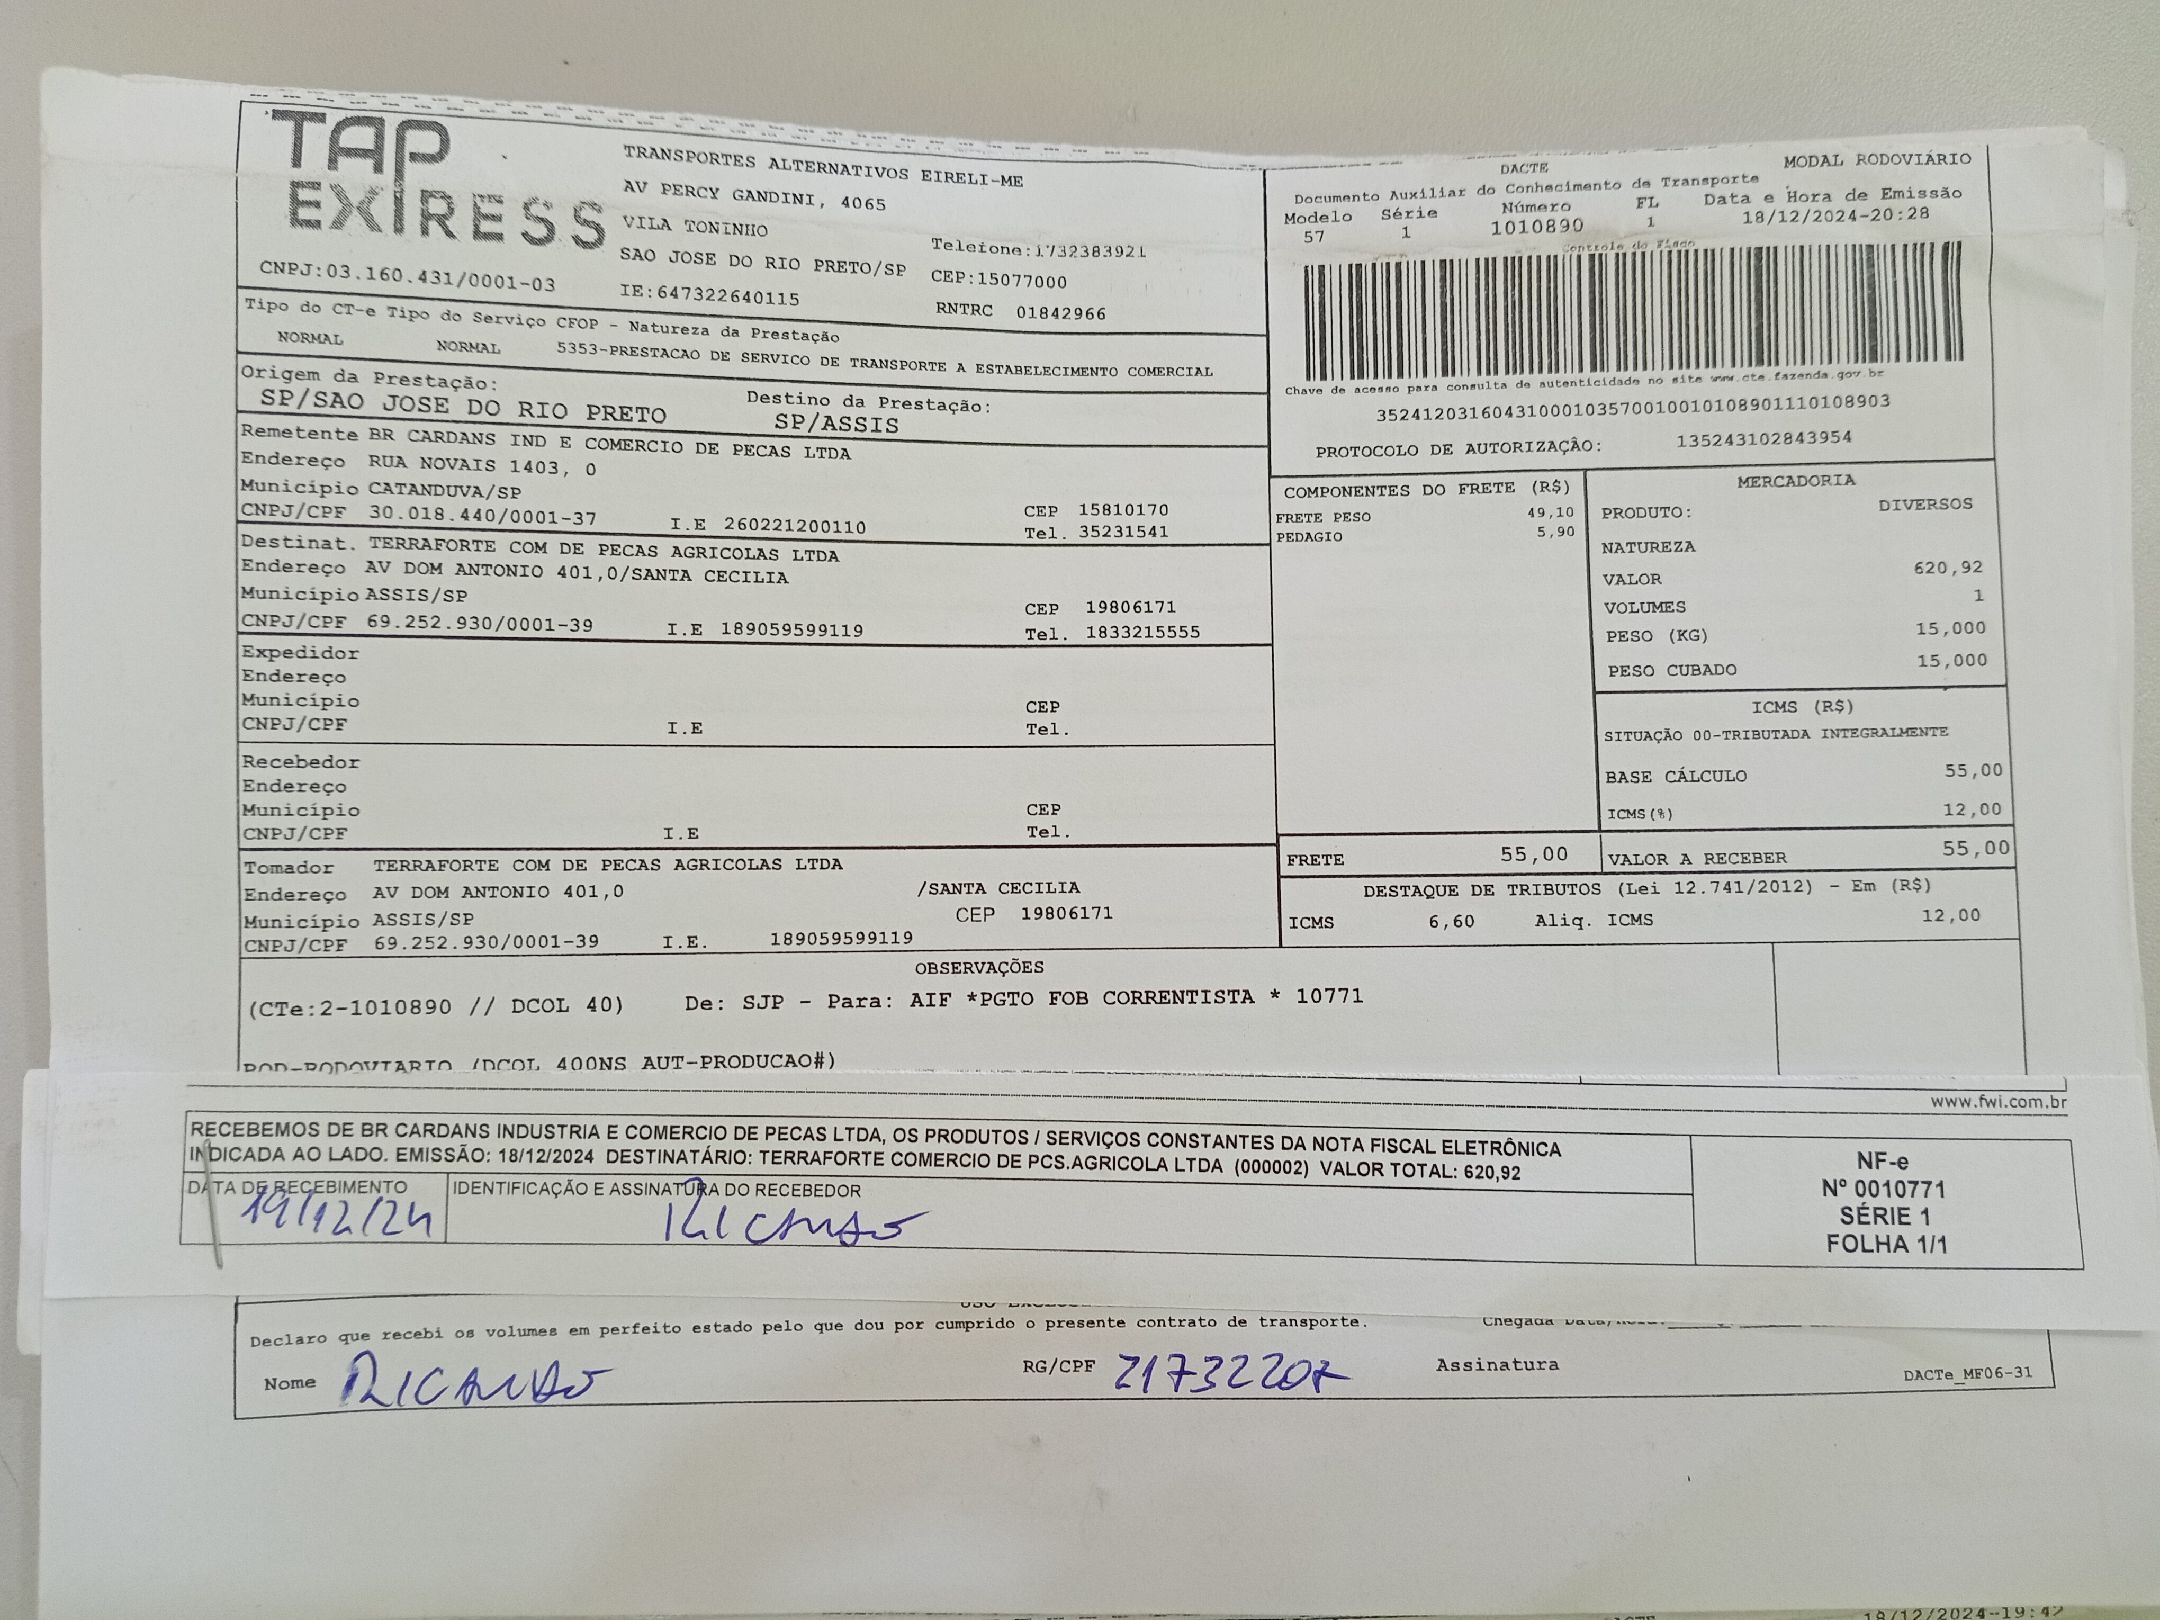 TAP
EXPRESS
TRANSPORTES ALTERNATIVOS EIRELI-ME
AV PERCY GANDINI, 4065
VILA TONINHO
SAO JOSE DO RIO PRETO/SP
Telefone:1732383921
CEP:15077000
CNPJ:03.160.431/0001-03
IE:647322640115
RNTRC 01842966
DACTE
MODAL RODOVIÁRIO
Documento Auxiliar do Conhecimento de Transporte
Modelo Série Número FL Data e Hora de Emissão
57 1 1010890 1 18/12/2024-20:28
Controle do Fisco
Chave de acesso para consulta de autenticidade no site www.cte.fazenda.gov.br
35241203160431000103570010010108901110108903
PROTOCOLO DE AUTORIZAÇÂO: 135243102843954
Tipo do CT-e Tipo do Serviço CFOP - Natureza da Prestação
NORMAL NORMAL 5353-PRESTACAO DE SERVICO DE TRANSPORTE A ESTABELECIMENTO COMERCIAL
Origem da Prestação: Destino da Prestação:
SP/SAO JOSE DO RIO PRETO SP/ASSIS
Remetente BR CARDANS IND E COMERCIO DE PECAS LTDA
Endereço RUA NOVAIS 1403, 0
Município CATANDUVA/SP CEP 15810170
CNPJ/CPF 30.018.440/0001-37 I.E 260221200110 Tel. 35231541
Destinat. TERRAFORTE COM DE PECAS AGRICOLAS LTDA
Endereço AV DOM ANTONIO 401,0/SANTA CECILIA
Município ASSIS/SP CEP 19806171
CNPJ/CPF 69.252.930/0001-39 I.E 189059599119 Tel. 1833215555
Expedidor
Endereço
Município CEP
CNPJ/CPF I.E Tel.
Recebedor
Endereço
Município CEP
CNPJ/CPF I.E Tel.
Tomador TERRAFORTE COM DE PECAS AGRICOLAS LTDA
Endereço AV DOM ANTONIO 401,0 /SANTA CECILIA
Município ASSIS/SP CEP 19806171
CNPJ/CPF 69.252.930/0001-39 I.E. 189059599119
COMPONENTES DO FRETE (R$)
FRETE PESO 49,10
PEDAGIO 5,90
MERCADORIA
PRODUTO: DIVERSOS
NATUREZA
VALOR 620,92
VOLUMES 1
PESO (KG) 15,000
PESO CUBADO 15,000
ICMS (R$)
SITUAÇÃO 00-TRIBUTADA INTEGRALMENTE
BASE CÁLCULO 55,00
ICMS(%) 12,00
FRETE 55,00 VALOR A RECEBER 55,00
DESTAQUE DE TRIBUTOS (Lei 12.741/2012) - Em (R$)
ICMS 6,60 Aliq. ICMS 12,00
OBSERVAÇÕES
(CTe:2-1010890 // DCOL 40) De: SJP - Para: AIF *PGTO FOB CORRENTISTA * 10771
ROD-RODOVIARIO (DCOL 400NS AUT-PRODUCAO#)
www.fwi.com.br
RECEBEMOS DE BR CARDANS INDUSTRIA E COMERCIO DE PECAS LTDA, OS PRODUTOS / SERVIÇOS CONSTANTES DA NOTA FISCAL ELETRÔNICA
INDICADA AO LADO. EMISSÃO: 18/12/2024 DESTINATÁRIO: TERRAFORTE COMERCIO DE PCS.AGRICOLA LTDA (000002) VALOR TOTAL: 620,92
DATA DE RECEBIMENTO IDENTIFICAÇÃO E ASSINATURA DO RECEBEDOR
19/12/24 RICARDO
NF-e
Nº 0010771
SÉRIE 1
FOLHA 1/1
Declaro que recebi os volumes em perfeito estado pelo que dou por cumprido o presente contrato de transporte. Chegada Data/Hora:
Nome RICARDO RG/CPF 21732207 Assinatura
DACTe_MF06-31
18/12/2024-19:42